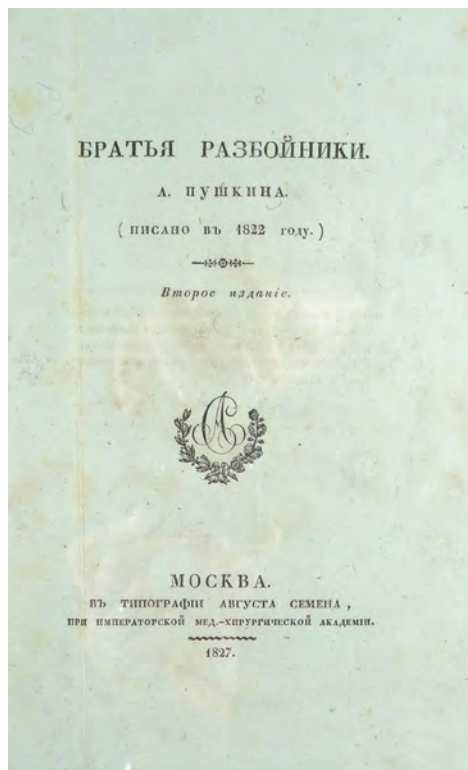 БРАТЬЯ РАЗБОЙНИКИ.
А. ПУШКИНА.
( ПИСАНО ВЪ 1822 ГОДУ. )
Второе изданіе.
АС
МОСКВА.
ВЪ ТИПОГРАФІИ АВГУСТА СЕМЕНА ,
ПРИ ИМПЕРАТОРСКОЙ МЕД.-ХИРУРГИЧЕСКОЙ АКАДЕМІИ.
1827.